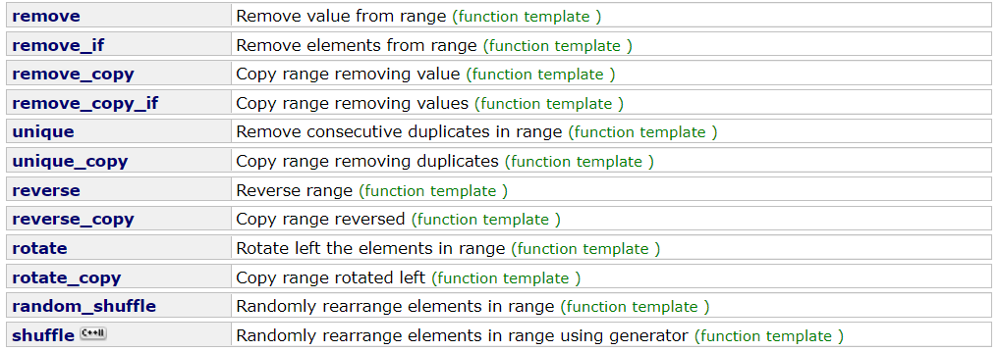 remove Remove value from range (function template )
remove_if Remove elements from range (function template )
remove_copy Copy range removing value (function template )
remove_copy_if Copy range removing values (function template )
unique Remove consecutive duplicates in range (function template )
unique_copy Copy range removing duplicates (function template )
reverse Reverse range (function template )
reverse_copy Copy range reversed (function template )
rotate Rotate left the elements in range (function template )
rotate_copy Copy range rotated left (function template )
random_shuffle Randomly rearrange elements in range (function template )
shuffle C++11 Randomly rearrange elements in range using generator (function template )